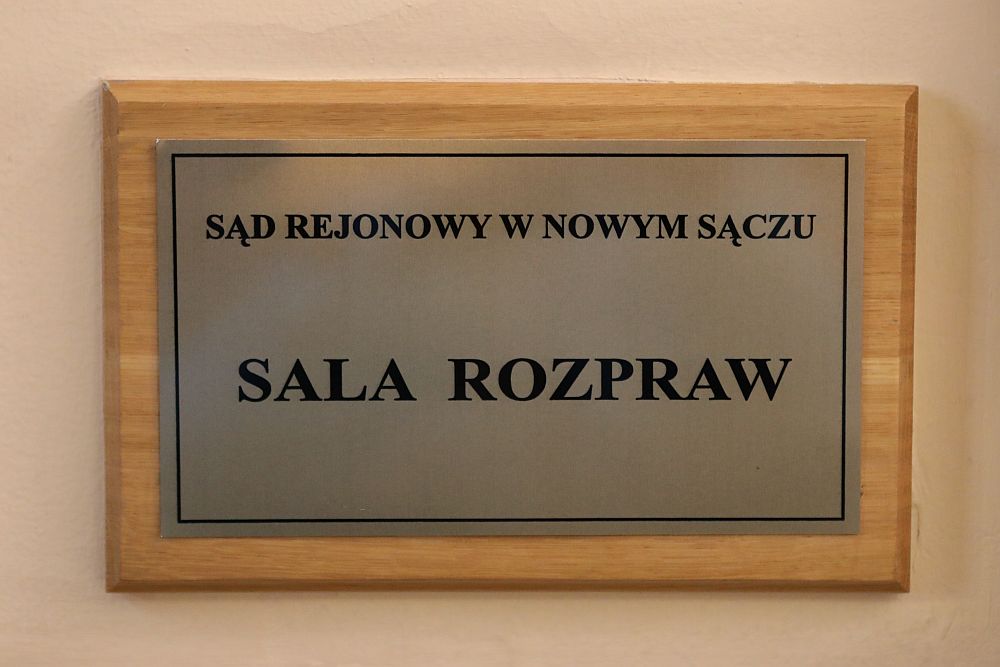 SĄD REJONOWY W NOWYM SĄCZU
SALA ROZPRAW